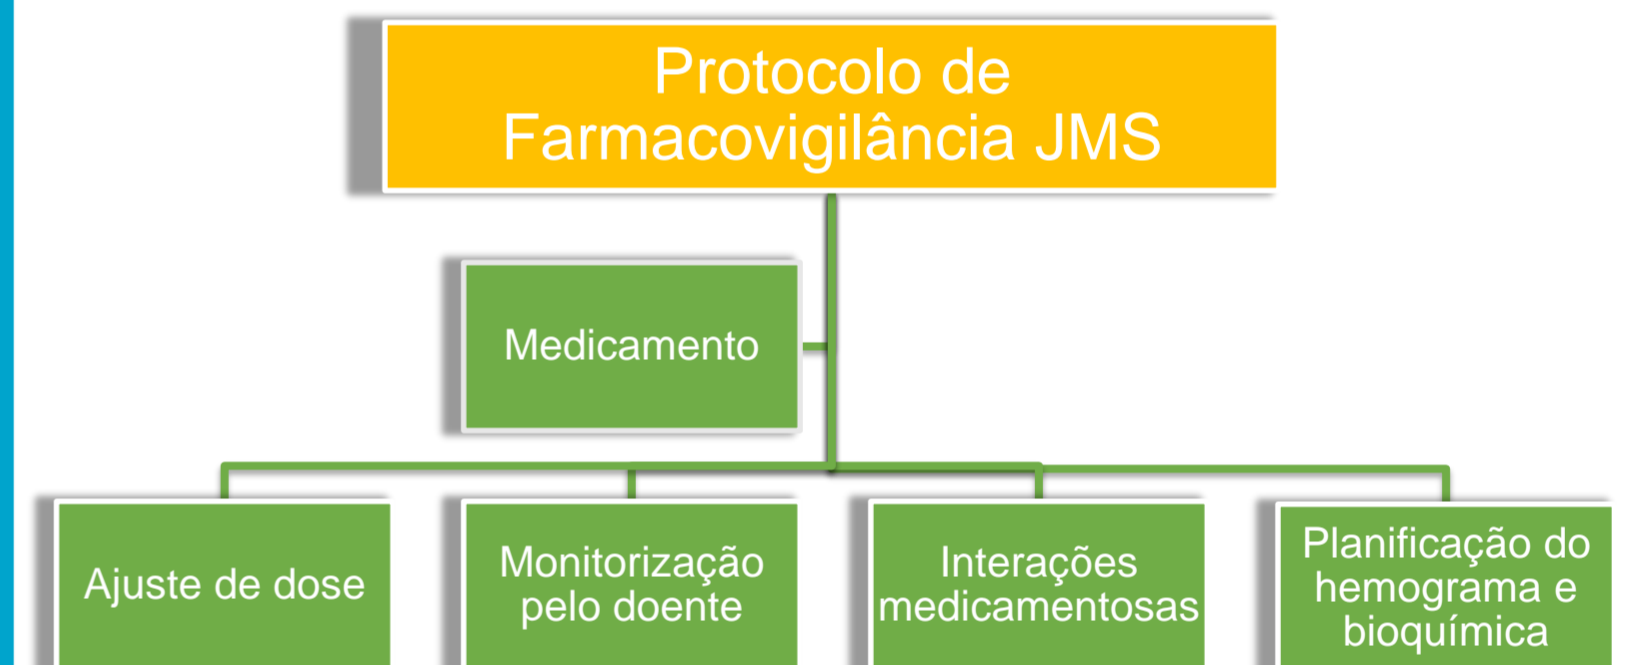 Protocolo de
Farmacovigilância JMS
Medicamento
Ajuste de dose
Monitorização
pelo doente
Interações
medicamentosas
Planificação do
hemograma e
bioquímica